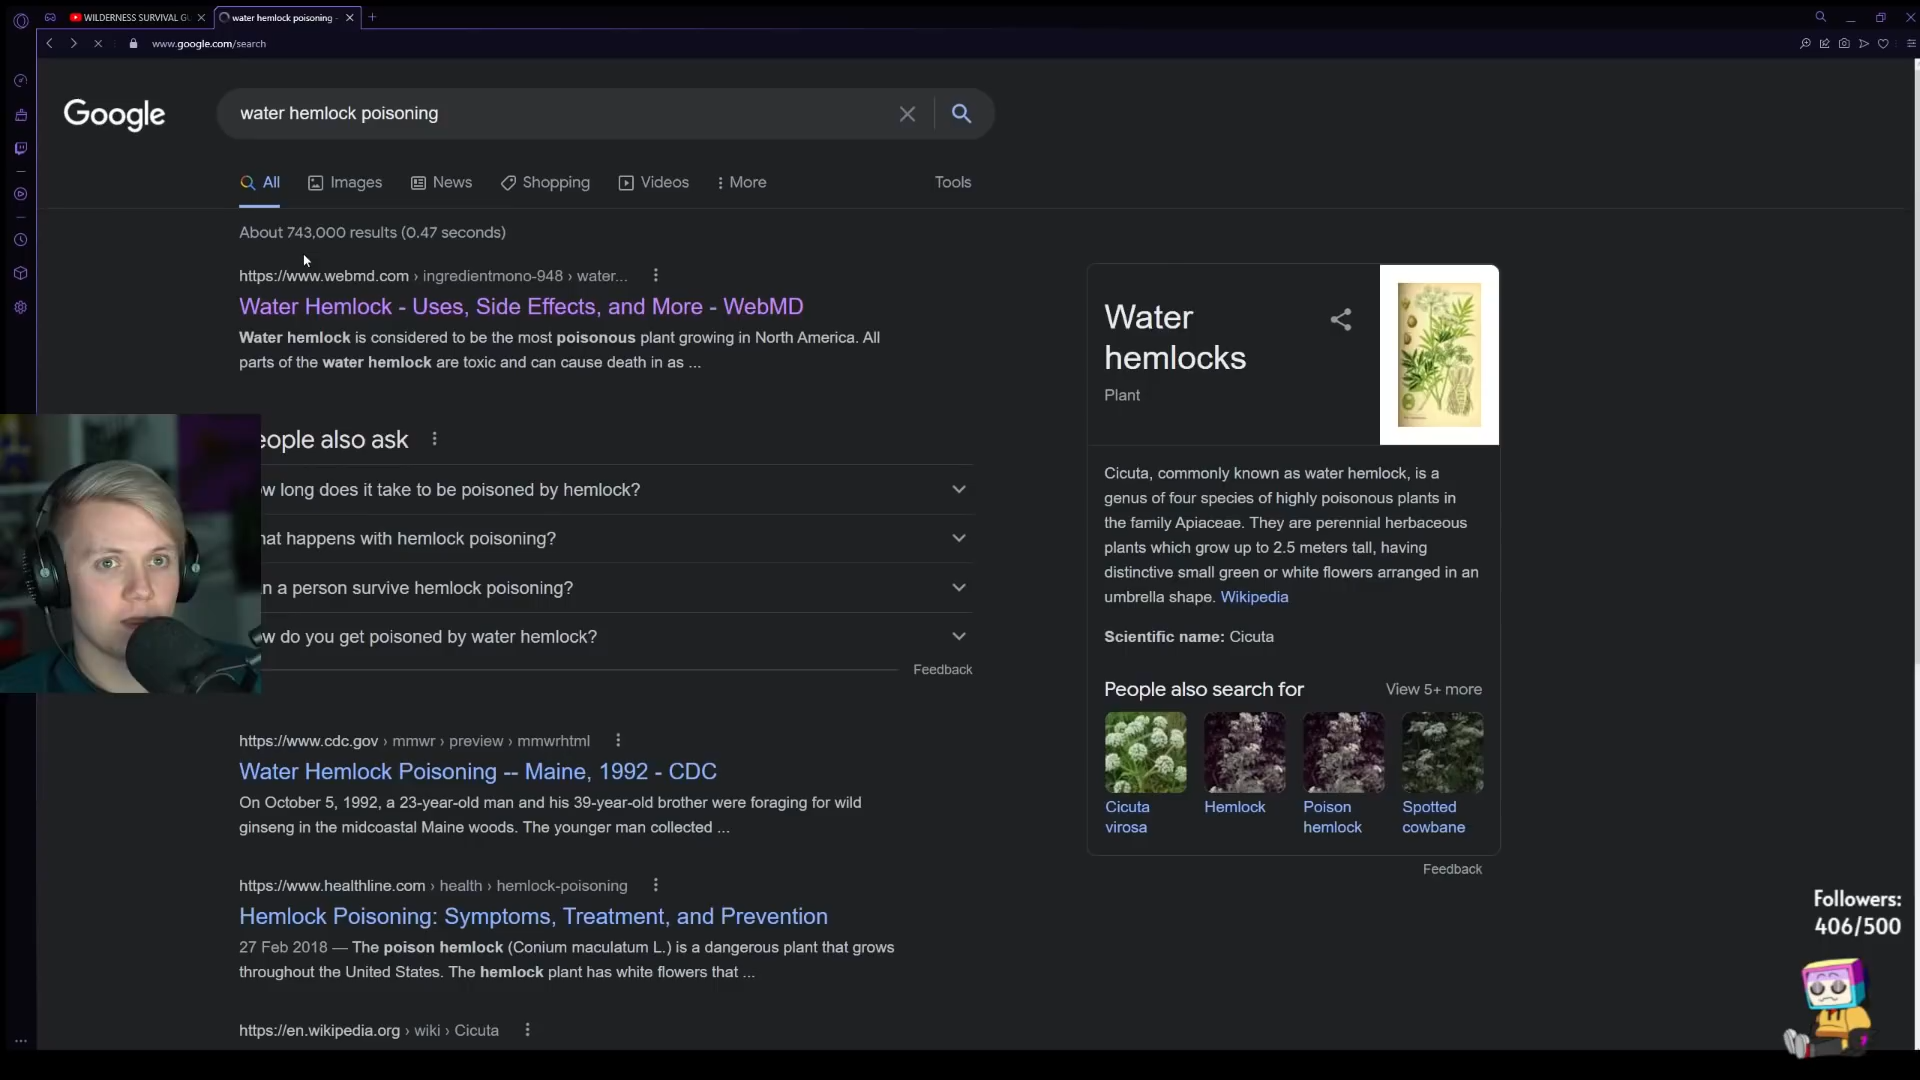 WILDERNESS SURVIVAL GU
water hemlock poisoning -
www.google.com/search
Google
water hemlock poisoning
All
Images
News
Shopping
Videos
More
Tools
About 743,000 results (0.47 seconds)
https://www.webmd.com › ingredientmono-948 › water...
Water Hemlock - Uses, Side Effects, and More - WebMD
Water hemlock is considered to be the most poisonous plant growing in North America. All
parts of the water hemlock are toxic and can cause death in as ...
eople also ask
ow long does it take to be poisoned by hemlock?
hat happens with hemlock poisoning?
n a person survive hemlock poisoning?
ow do you get poisoned by water hemlock?
Feedback
https://www.cdc.gov › mmwr › preview › mmwrhtml
Water Hemlock Poisoning -- Maine, 1992 - CDC
On October 5, 1992, a 23-year-old man and his 39-year-old brother were foraging for wild
ginseng in the midcoastal Maine woods. The younger man collected ...
https://www.healthline.com › health › hemlock-poisoning
Hemlock Poisoning: Symptoms, Treatment, and Prevention
27 Feb 2018 — The poison hemlock (Conium maculatum L.) is a dangerous plant that grows
throughout the United States. The hemlock plant has white flowers that ...
https://en.wikipedia.org › wiki › Cicuta
Water
hemlocks
Plant
Cicuta, commonly known as water hemlock, is a
genus of four species of highly poisonous plants in
the family Apiaceae. They are perennial herbaceous
plants which grow up to 2.5 meters tall, having
distinctive small green or white flowers arranged in an
umbrella shape. Wikipedia
Scientific name: Cicuta
People also search for
View 5+ more
Cicuta
virosa
Hemlock
Poison
hemlock
Spotted
cowbane
Feedback
Followers:
406/500